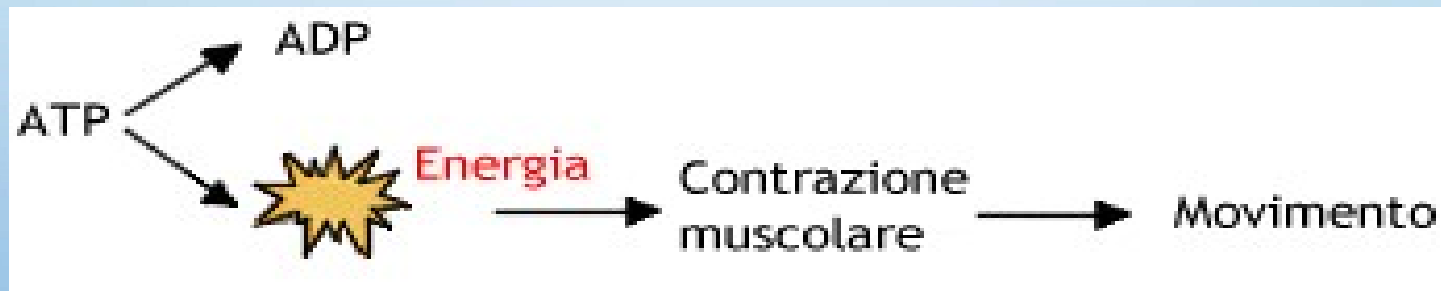 ADP
ATP
Energia
Contrazione
muscolare
Movimento